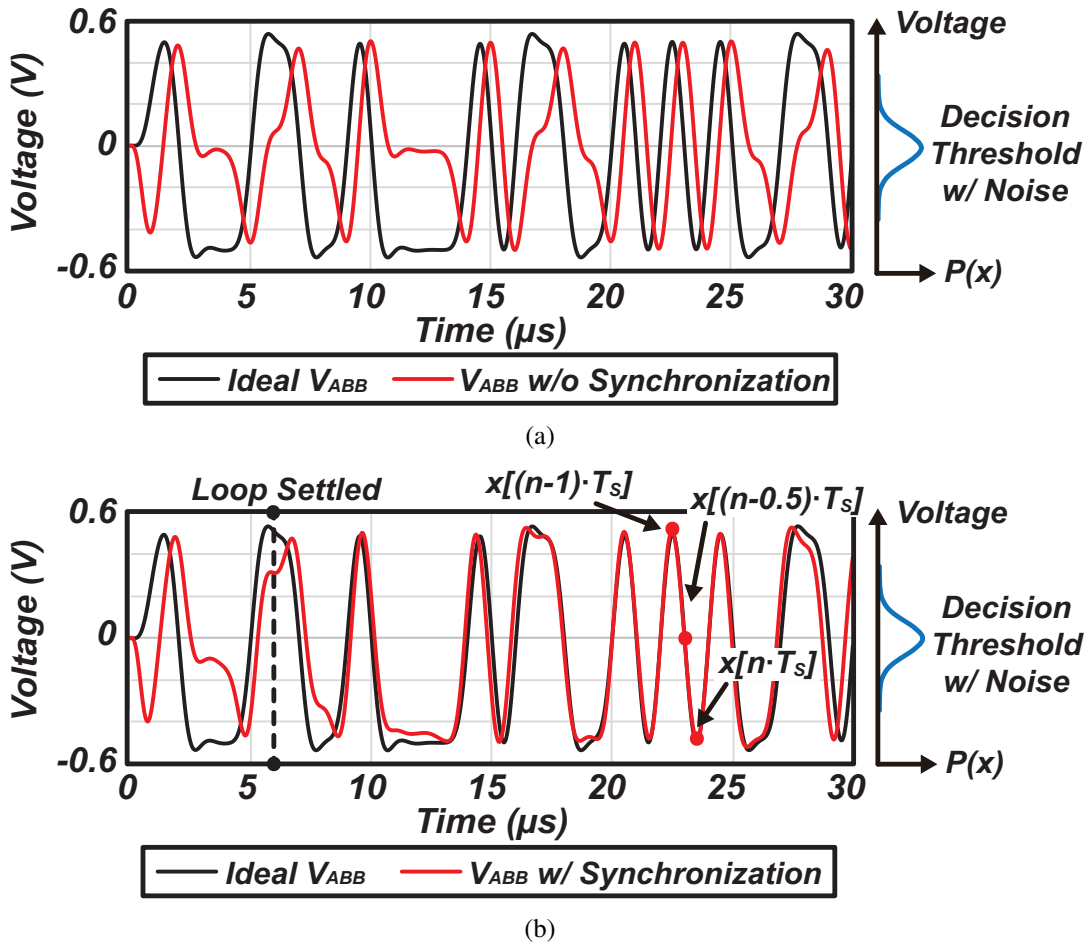 (a)
0.6
0
-0.6
Voltage (V)
0 5 10 15 20 25 30
Time (μs)
Voltage
Decision
Threshold
w/ Noise
P(x)
Ideal VABB VABB w/o Synchronization
(a)
Loop Settled
x[(n-1)·TS]
x[(n-0.5)·TS]
x[n·TS]
0.6
0
-0.6
Voltage (V)
0 5 10 15 20 25 30
Time (μs)
Voltage
Decision
Threshold
w/ Noise
P(x)
Ideal VABB VABB w/ Synchronization
(b)